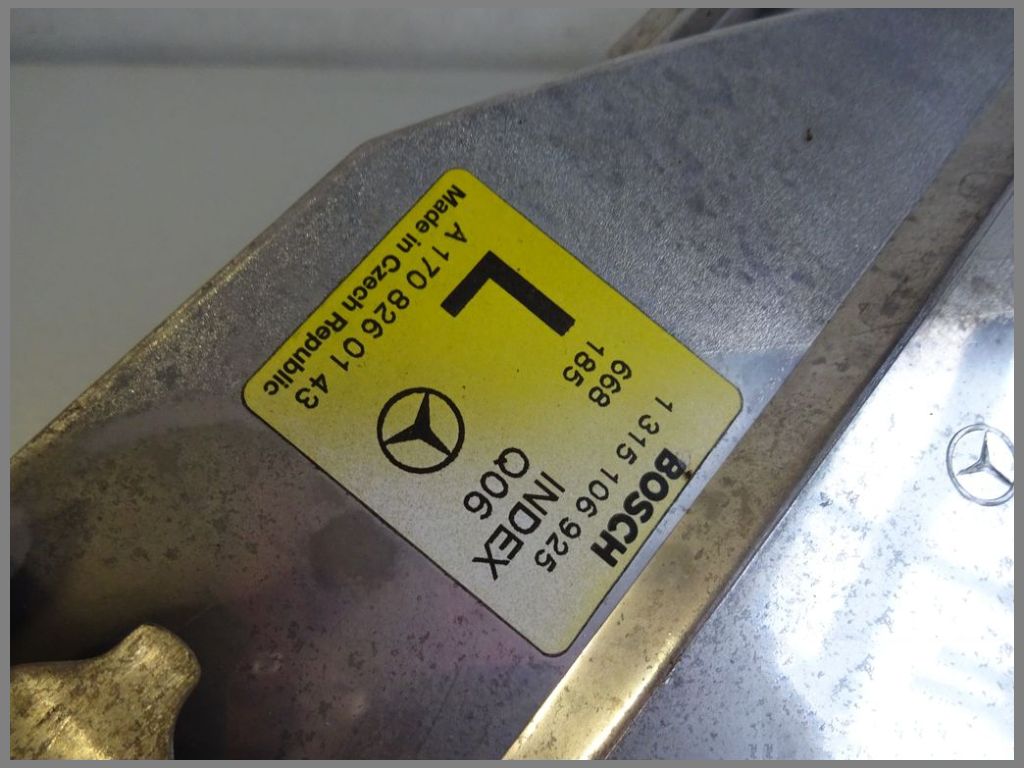 BOSCH
1 315 106 925
668
185
INDEX
Q06
L
A 170 826 01 43
Made in Czech Republic